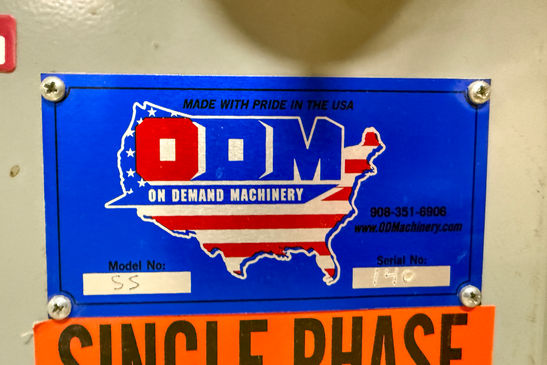 MADE WITH PRIDE IN THE USA
ODM
ON DEMAND MACHINERY
908-351-6906
www.ODMachinery.com
Model No:
SS
Serial No:
140
SINGLE PHASE